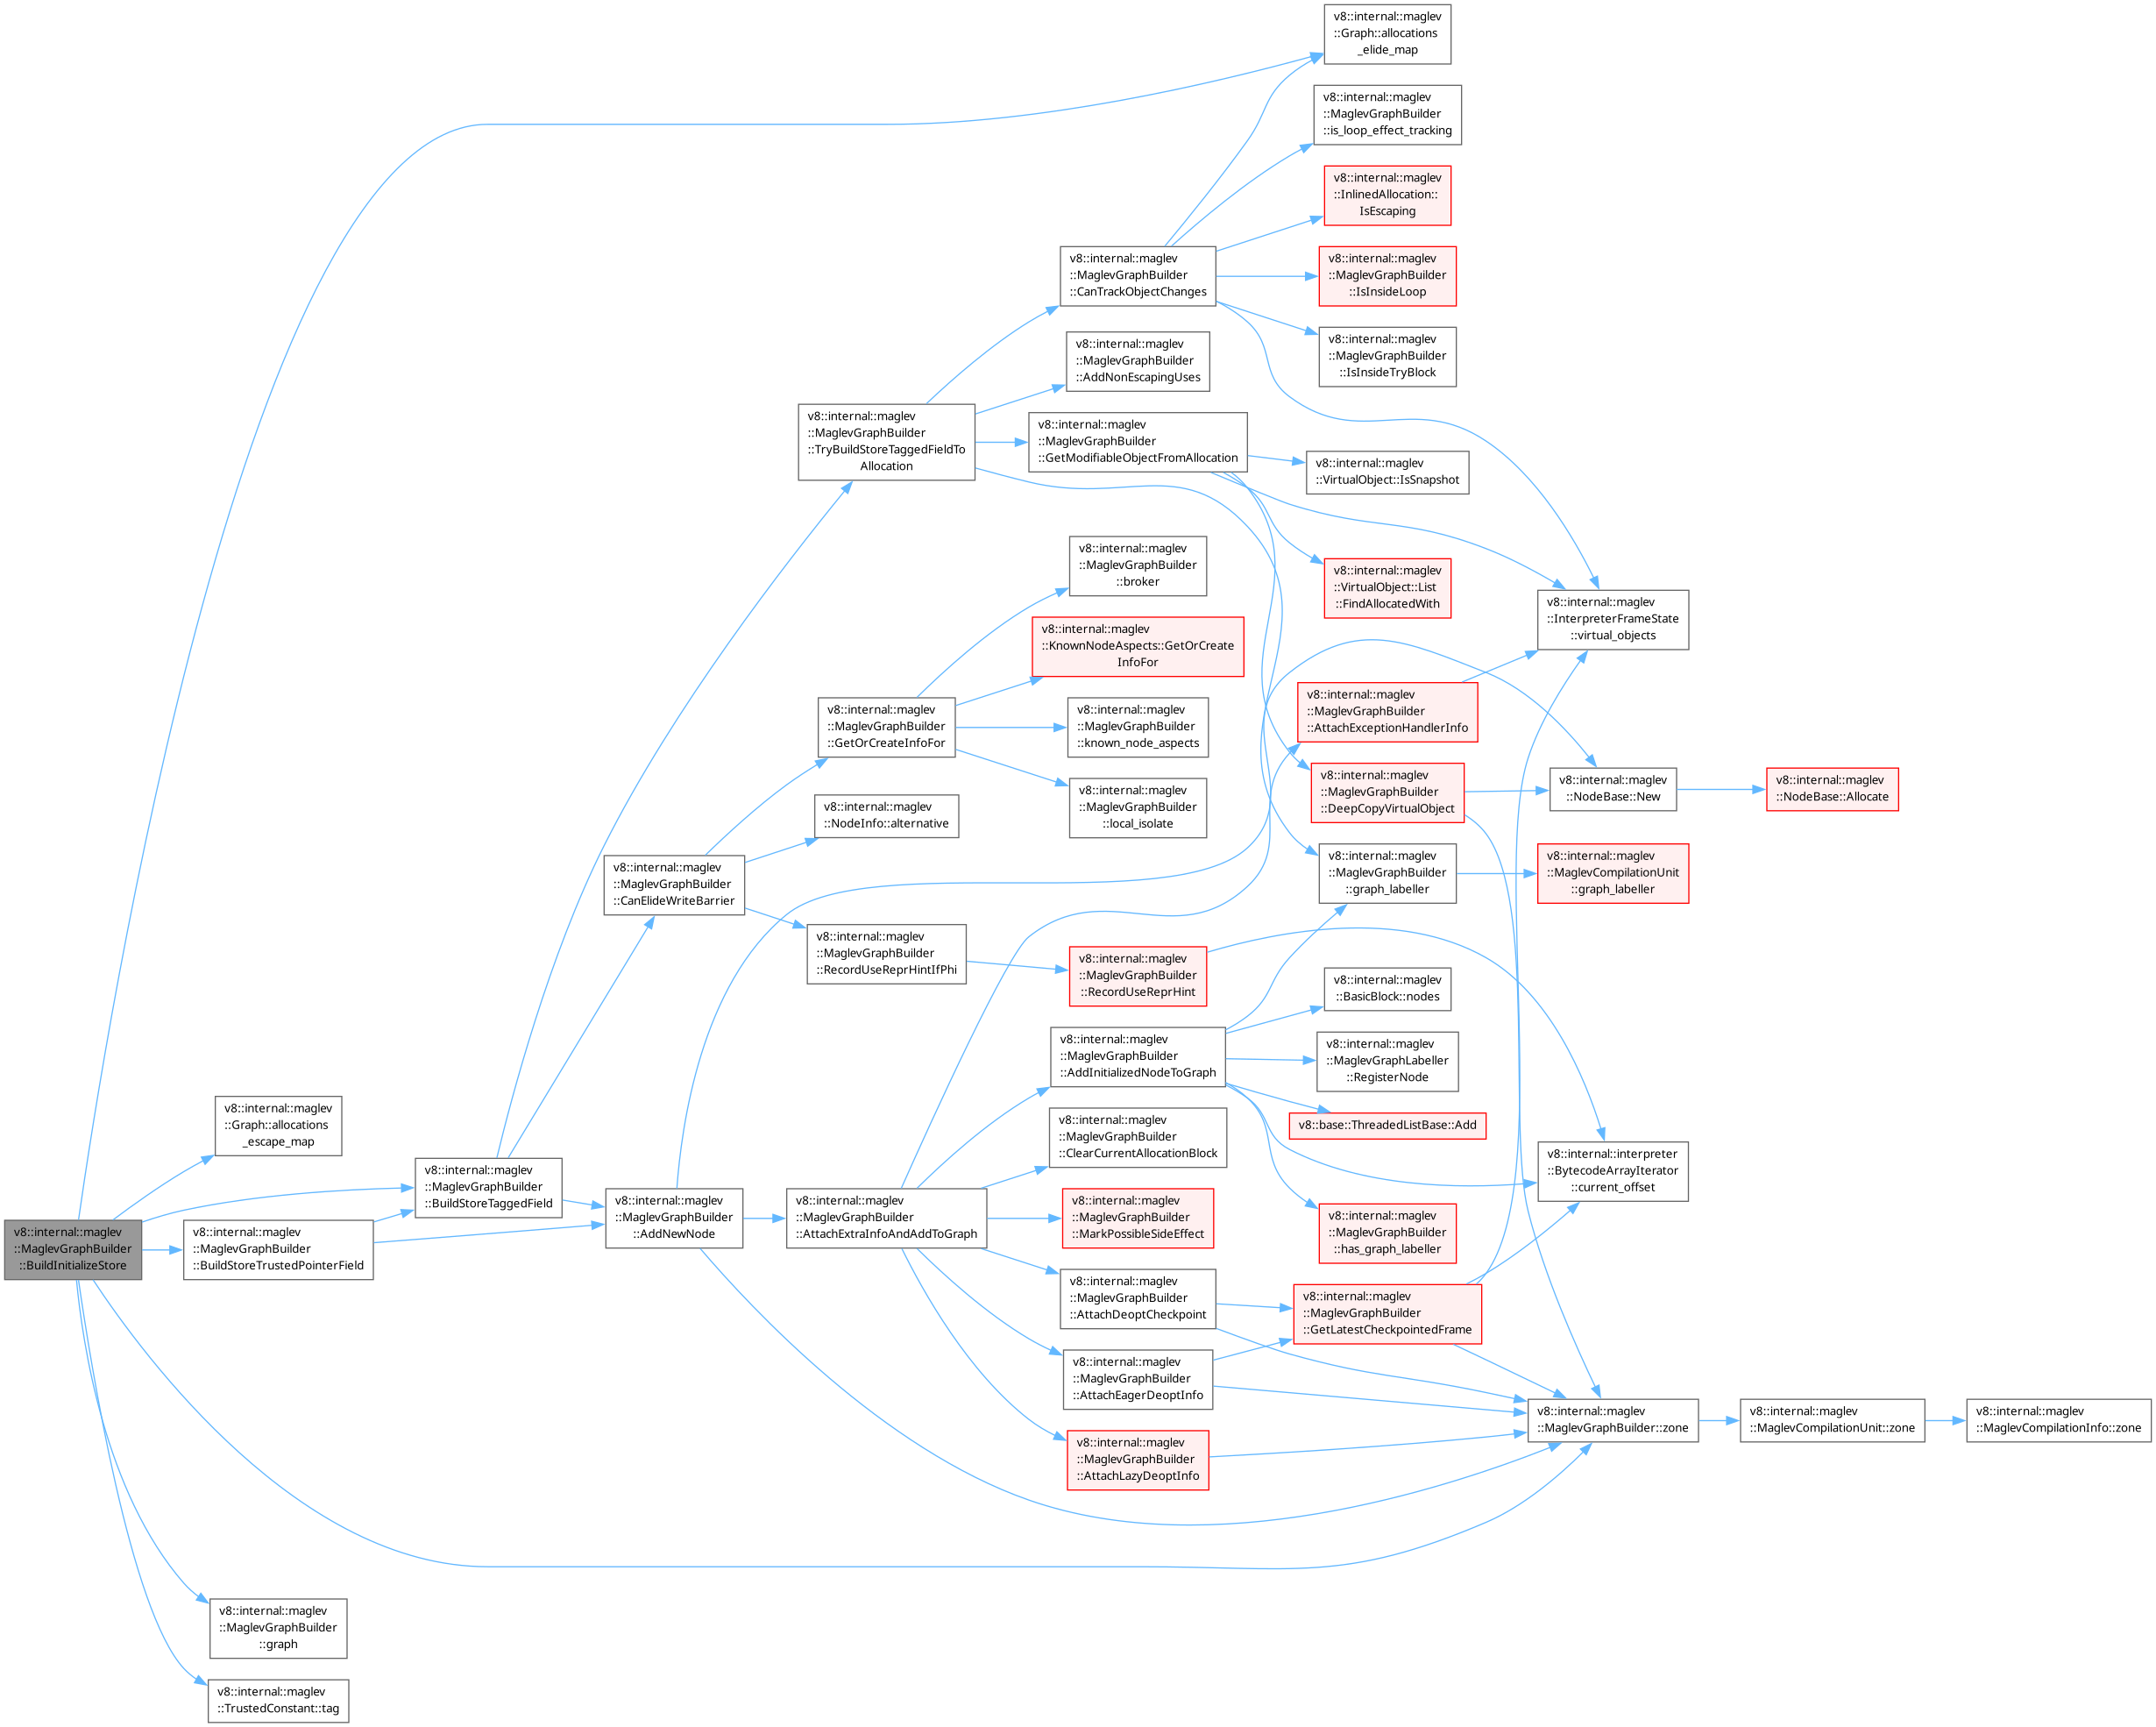 v8::internal::maglev
::Graph::allocations
_elide_map
v8::internal::maglev
::MaglevGraphBuilder
::is_loop_effect_tracking
v8::internal::maglev
::InlinedAllocation::
IsEscaping
v8::internal::maglev
::MaglevGraphBuilder
::CanTrackObjectChanges
v8::internal::maglev
::MaglevGraphBuilder
::IsInsideLoop
v8::internal::maglev
::MaglevGraphBuilder
::IsInsideTryBlock
v8::internal::maglev
::MaglevGraphBuilder
::AddNonEscapingUses
v8::internal::maglev
::MaglevGraphBuilder
::TryBuildStoreTaggedFieldTo
Allocation
v8::internal::maglev
::MaglevGraphBuilder
::GetModifiableObjectFromAllocation
v8::internal::maglev
::VirtualObject::IsSnapshot
v8::internal::maglev
::MaglevGraphBuilder
::broker
v8::internal::maglev
::VirtualObject::List
::FindAllocatedWith
v8::internal::maglev
::InterpreterFrameState
::virtual_objects
v8::internal::maglev
::KnownNodeAspects::GetOrCreate
InfoFor
v8::internal::maglev
::MaglevGraphBuilder
::GetOrCreateInfoFor
v8::internal::maglev
::MaglevGraphBuilder
::known_node_aspects
v8::internal::maglev
::MaglevGraphBuilder
::AttachExceptionHandlerInfo
v8::internal::maglev
::MaglevGraphBuilder
::local_isolate
v8::internal::maglev
::MaglevGraphBuilder
::DeepCopyVirtualObject
v8::internal::maglev
::NodeBase::New
v8::internal::maglev
::NodeBase::Allocate
v8::internal::maglev
::NodeInfo::alternative
v8::internal::maglev
::MaglevGraphBuilder
::CanElideWriteBarrier
v8::internal::maglev
::MaglevGraphBuilder
::graph_labeller
v8::internal::maglev
::MaglevCompilationUnit
::graph_labeller
v8::internal::maglev
::MaglevGraphBuilder
::RecordUseReprHintIfPhi
v8::internal::maglev
::MaglevGraphBuilder
::RecordUseReprHint
v8::internal::maglev
::BasicBlock::nodes
v8::internal::maglev
::MaglevGraphBuilder
::AddInitializedNodeToGraph
v8::internal::maglev
::MaglevGraphLabeller
::RegisterNode
v8::base::ThreadedListBase::Add
v8::internal::maglev
::Graph::allocations
_escape_map
v8::internal::maglev
::MaglevGraphBuilder
::ClearCurrentAllocationBlock
v8::internal::interpreter
::BytecodeArrayIterator
::current_offset
v8::internal::maglev
::MaglevGraphBuilder
::BuildStoreTaggedField
v8::internal::maglev
::MaglevGraphBuilder
::AddNewNode
v8::internal::maglev
::MaglevGraphBuilder
::AttachExtraInfoAndAddToGraph
v8::internal::maglev
::MaglevGraphBuilder
::MarkPossibleSideEffect
v8::internal::maglev
::MaglevGraphBuilder
::has_graph_labeller
v8::internal::maglev
::MaglevGraphBuilder
::BuildInitializeStore
v8::internal::maglev
::MaglevGraphBuilder
::BuildStoreTrustedPointerField
v8::internal::maglev
::MaglevGraphBuilder
::AttachDeoptCheckpoint
v8::internal::maglev
::MaglevGraphBuilder
::GetLatestCheckpointedFrame
v8::internal::maglev
::MaglevGraphBuilder
::AttachEagerDeoptInfo
v8::internal::maglev
::MaglevGraphBuilder::zone
v8::internal::maglev
::MaglevCompilationUnit::zone
v8::internal::maglev
::MaglevCompilationInfo::zone
v8::internal::maglev
::MaglevGraphBuilder
::AttachLazyDeoptInfo
v8::internal::maglev
::MaglevGraphBuilder
::graph
v8::internal::maglev
::TrustedConstant::tag